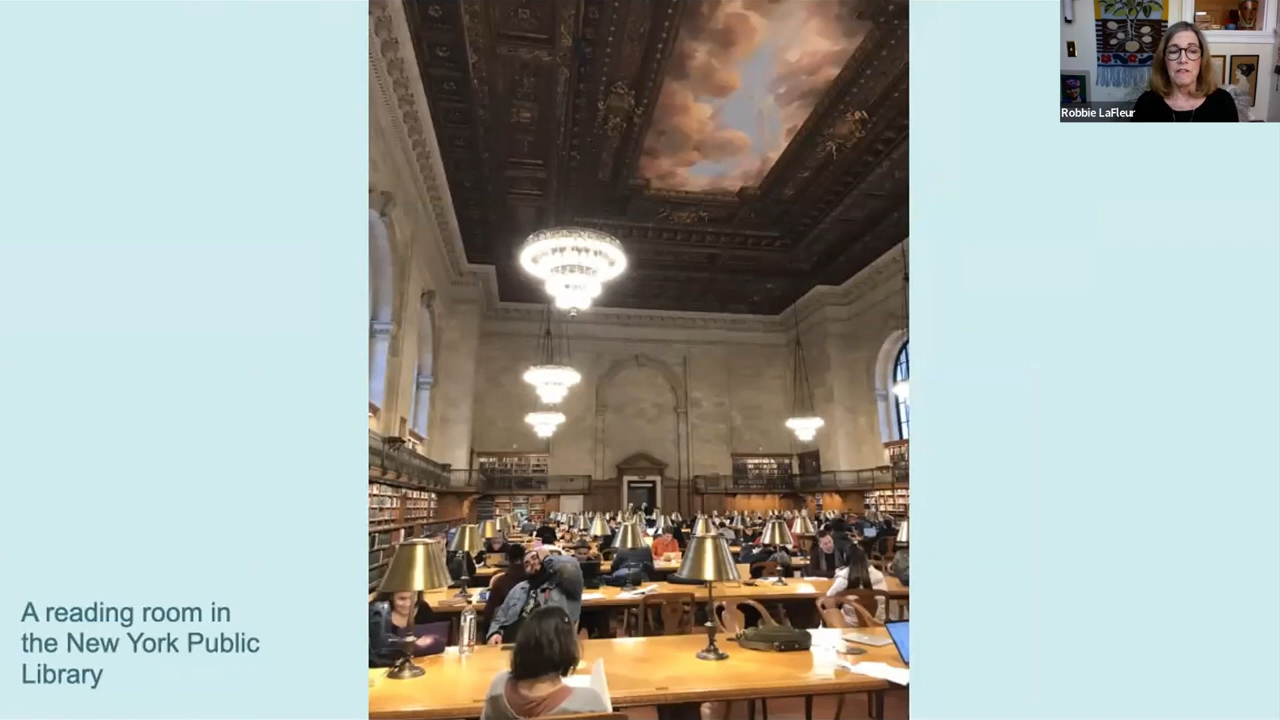 Robbie LaFleur
A reading room in
the New York Public
Library